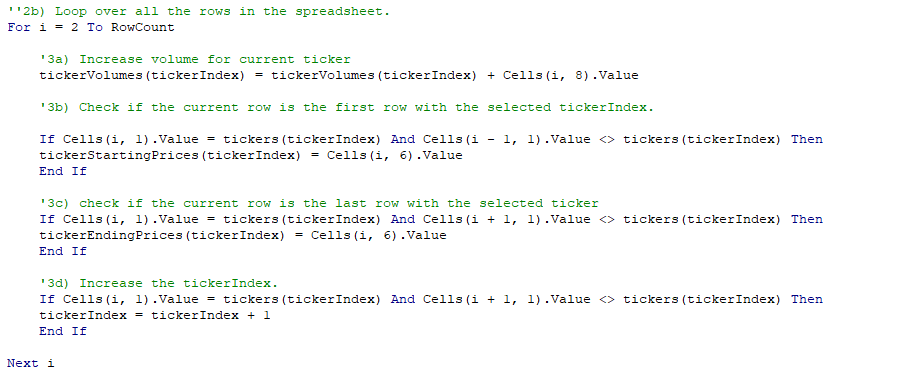 ''2b) Loop over all the rows in the spreadsheet.
For i = 2 To RowCount
'3a) Increase volume for current ticker
tickerVolumes(tickerIndex) = tickerVolumes(tickerIndex) + Cells(i, 8).Value
'3b) Check if the current row is the first row with the selected tickerIndex.
If Cells(i, 1).Value = tickers(tickerIndex) And Cells(i - 1, 1).Value <> tickers(tickerIndex) Then
tickerStartingPrices(tickerIndex) = Cells(i, 6).Value
End If
'3c) check if the current row is the last row with the selected ticker
If Cells(i, 1).Value = tickers(tickerIndex) And Cells(i + 1, 1).Value <> tickers(tickerIndex) Then
tickerEndingPrices(tickerIndex) = Cells(i, 6).Value
End If
'3d) Increase the tickerIndex.
If Cells(i, 1).Value = tickers(tickerIndex) And Cells(i + 1, 1).Value <> tickers(tickerIndex) Then
tickerIndex = tickerIndex + 1
End If
Next i